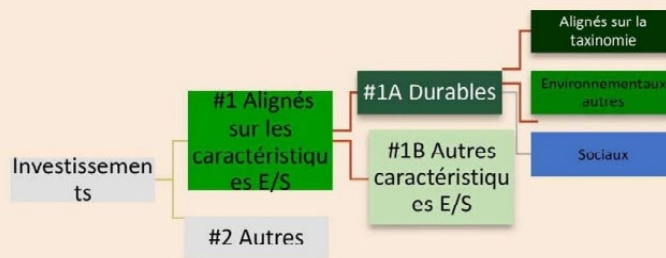 Investissemen
ts
#1 Alignés
sur les
caractéristiqu
es E/S
#2 Autres
#1A Durables
#1B Autres
caractéristiqu
es E/S
Alignés sur la
taxinomie
Environnementaux
autres
Sociaux